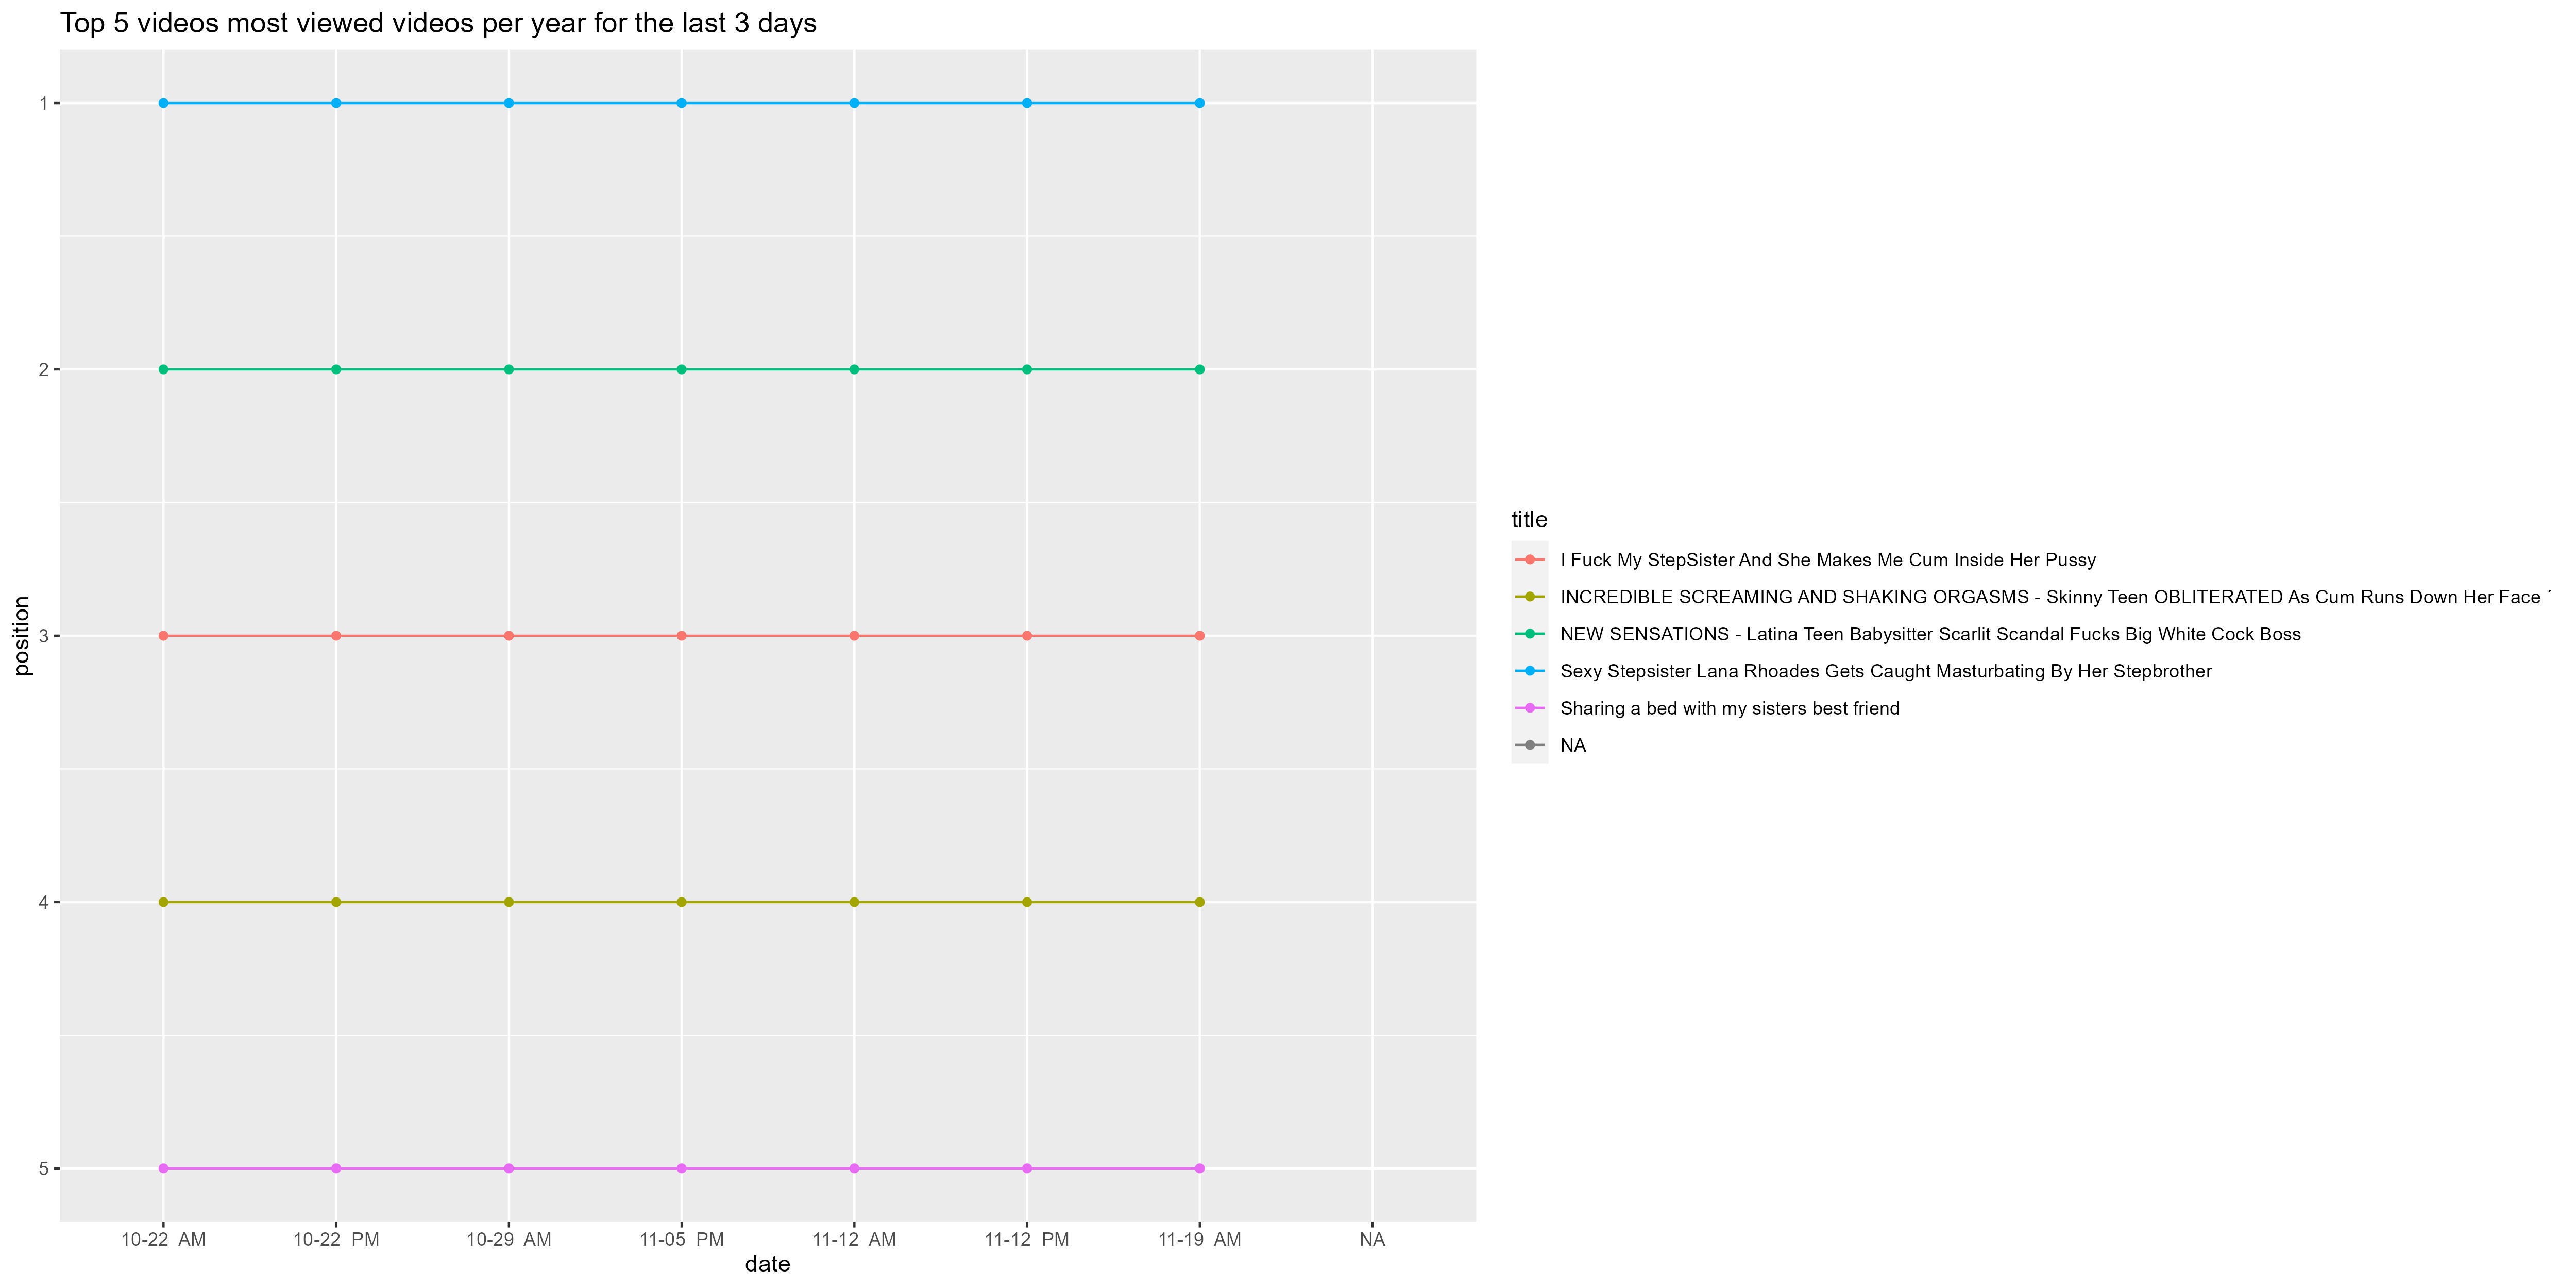 Top 5 videos most viewed videos per year for the last 3 days
position
1
2
3
4
5
10-22 AM
10-22 PM
10-29 AM
11-05 PM
11-12 AM
11-12 PM
11-19 AM
NA
date
title
I Fuck My StepSister And She Makes Me Cum Inside Her Pussy
INCREDIBLE SCREAMING AND SHAKING ORGASMS - Skinny Teen OBLITERATED As Cum Runs Down Her Face
NEW SENSATIONS - Latina Teen Babysitter Scarlit Scandal Fucks Big White Cock Boss
Sexy Stepsister Lana Rhoades Gets Caught Masturbating By Her Stepbrother
Sharing a bed with my sisters best friend
NA